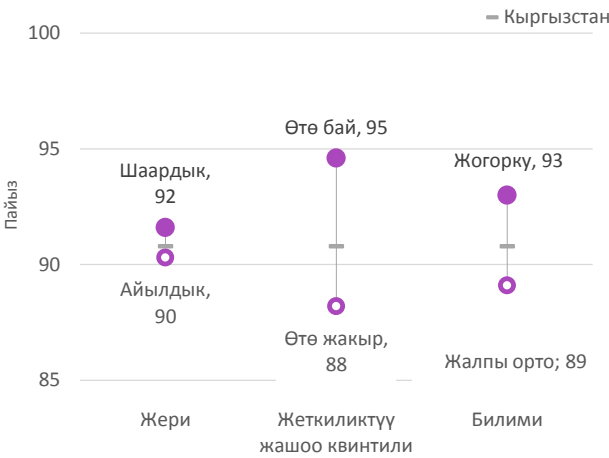 100
Кыргызстан
Өтө бай, 95
95
Жогорку, 93
Шаардык,
92
Пайыз
90
Айылдык,
90
Өтө жакыр,
88
Жалпы орто; 89
85
Жери
Жеткиликтүү
жашоо квинтили
Билими